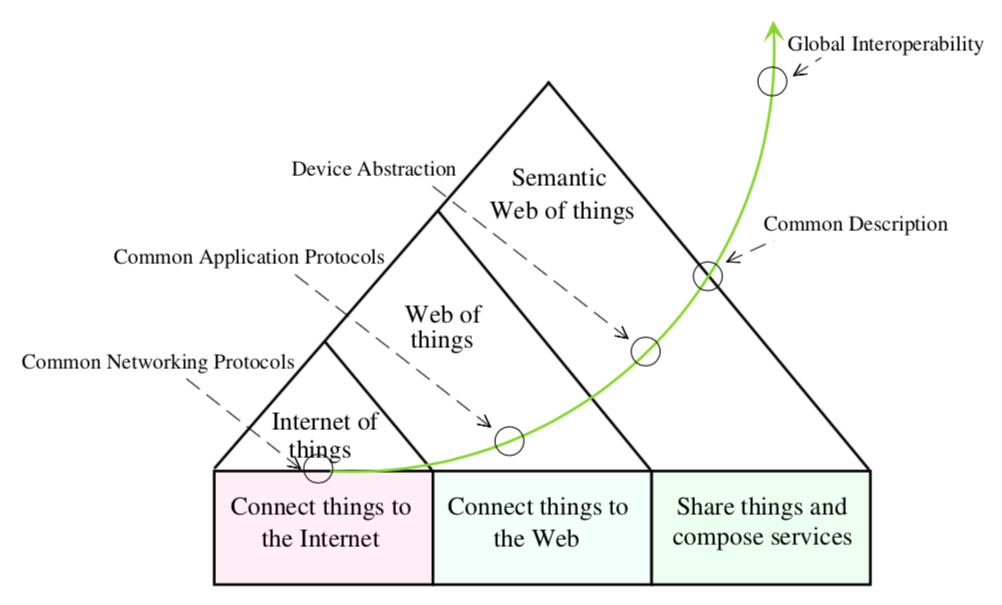 Global Interoperability
Device Abstraction
Semantic
Web of things
Common Description
Common Application Protocols
Web of
things
Common Networking Protocols
Internet of
things
Connect things to
the Internet
Connect things to
the Web
Share things and
compose services